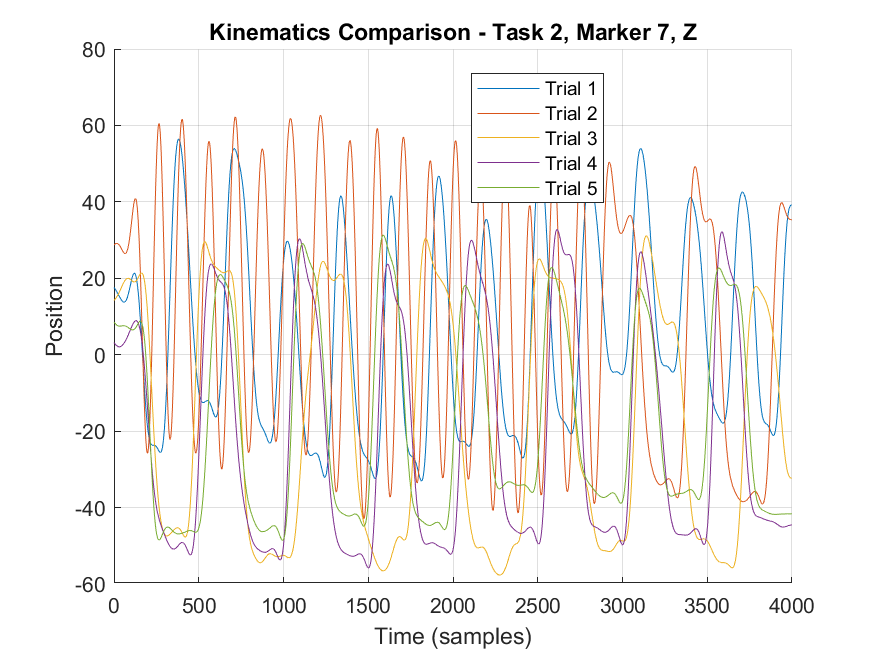 Kinematics Comparison - Task 2, Marker 7, Z
80
60
40
20
0
-20
-40
-60
Position
Trial 1
Trial 2
Trial 3
Trial 4
Trial 5
0 500 1000 1500 2000 2500 3000 3500 4000
Time (samples)